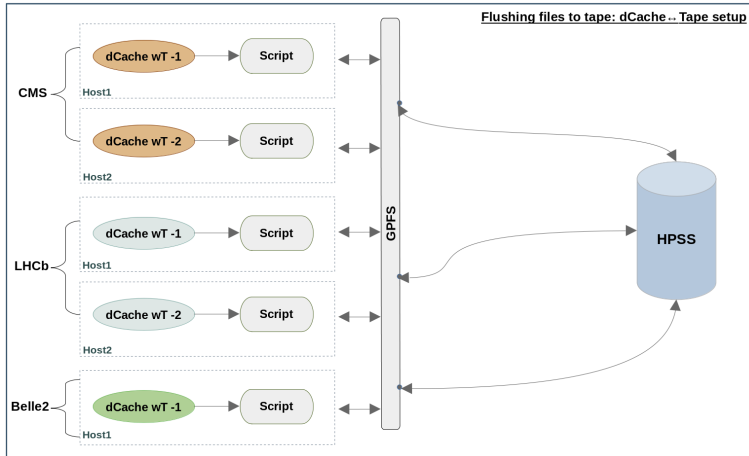 Flushing files to tape: dCache↔Tape setup
CMS
dCache wT -1
Script
Host1
dCache wT -2
Script
Host2
LHCb
dCache wT -1
Script
Host1
dCache wT -2
Script
Host2
Belle2
dCache wT -1
Script
Host1
GPFS
HPSS